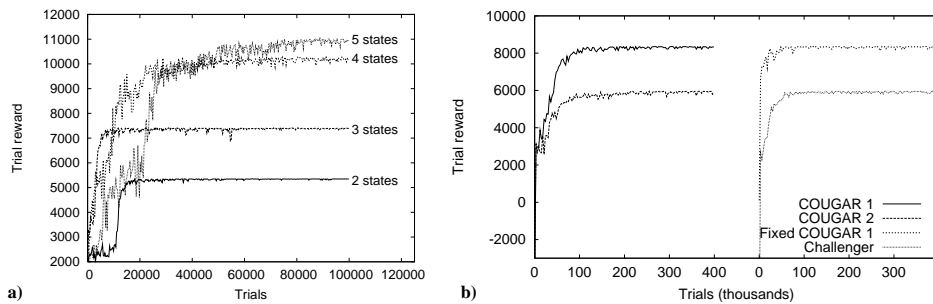 11000
10000
9000
8000
7000
6000
5000
4000
3000
2000
Trial reward
5 states
4 states
3 states
2 states
0 20000 40000 60000 80000 100000 120000
Trials
a)
8000
6000
4000
2000
0
-2000
Trial reward
COUGAR 1
COUGAR 2
Fixed COUGAR 1
Challenger
0 100 200 300 400 0 100 200 300
Trials (thousands)
b)